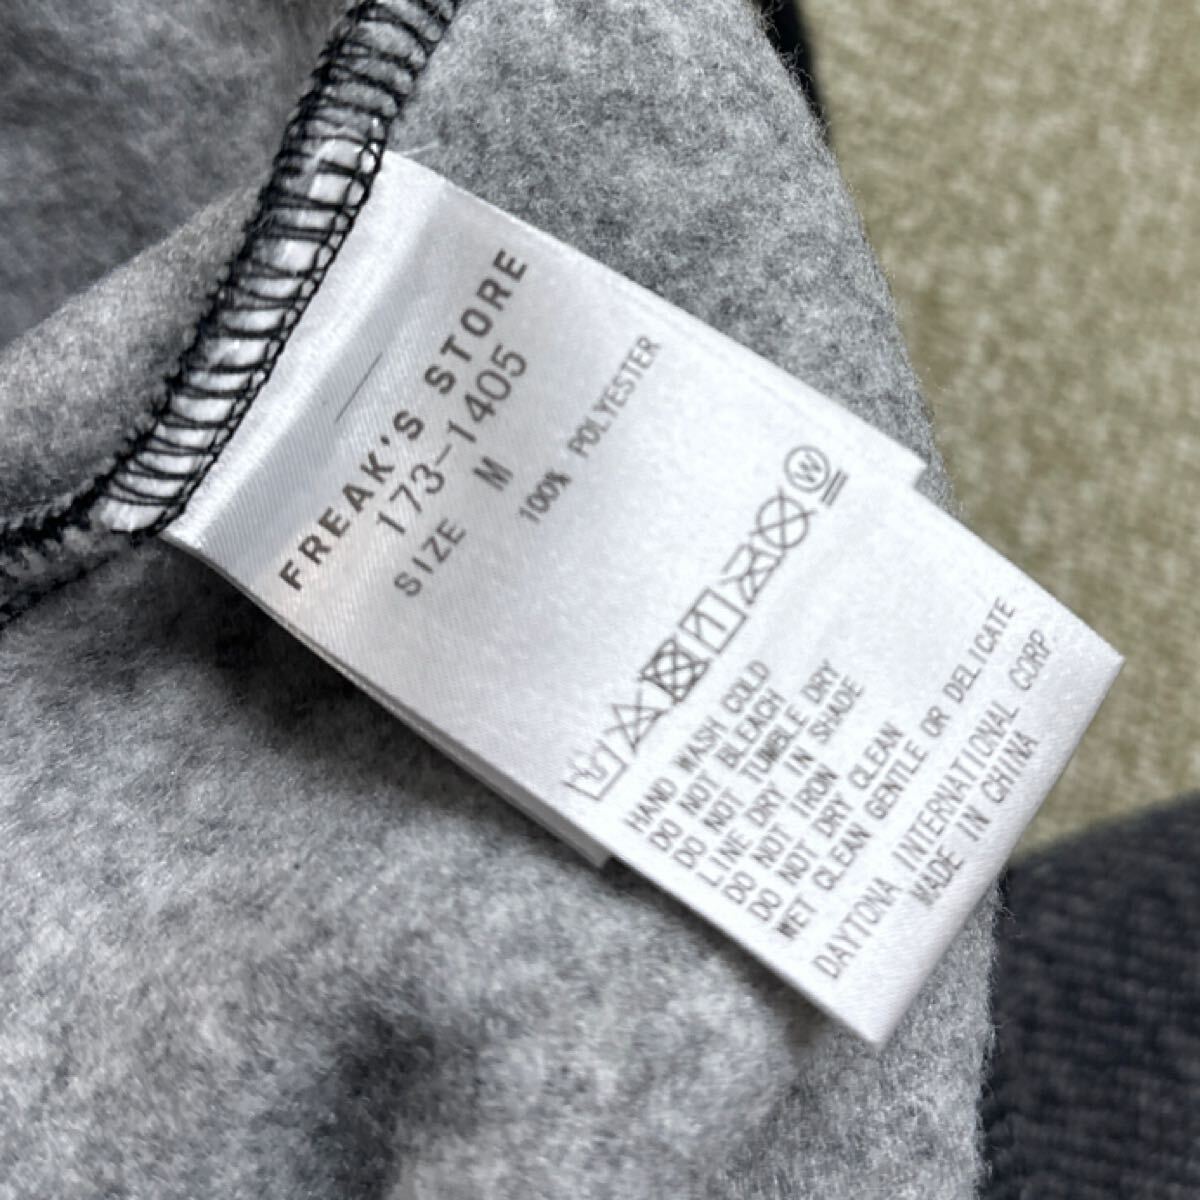 FREAK'S STORE
173-1405
SIZE M
100% POLYESTER
W
HAND WASH COLD
DO NOT BLEACH
DO NOT TUMBLE DRY
LINE DRY IN SHADE
DO NOT IRON
DO NOT DRY CLEAN
WET CLEAN GENTLE OR DELICATE
DAYTONA INTERNATIONAL CORP.
MADE IN CHINA